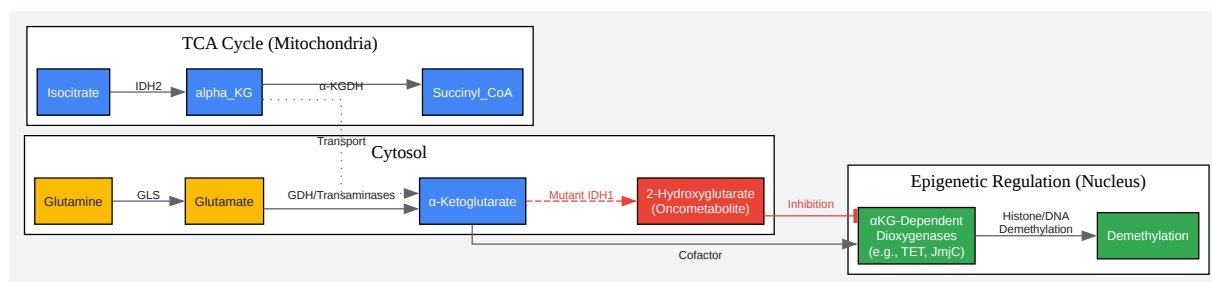 TCA Cycle (Mitochondria)
Isocitrate
IDH2
alpha_KG
α-KGDH
Succinyl_CoA
Transport
Cytosol
Glutamine
GLS
Glutamate
GDH/Transaminases
α-Ketoglutarate
Mutant IDH1
2-Hydroxyglutarate
(Oncometabolite)
Inhibition
Cofactor
Epigenetic Regulation (Nucleus)
αKG-Dependent
Dioxygenases
(e.g., TET, JmjC)
Histone/DNA
Demethylation
Demethylation